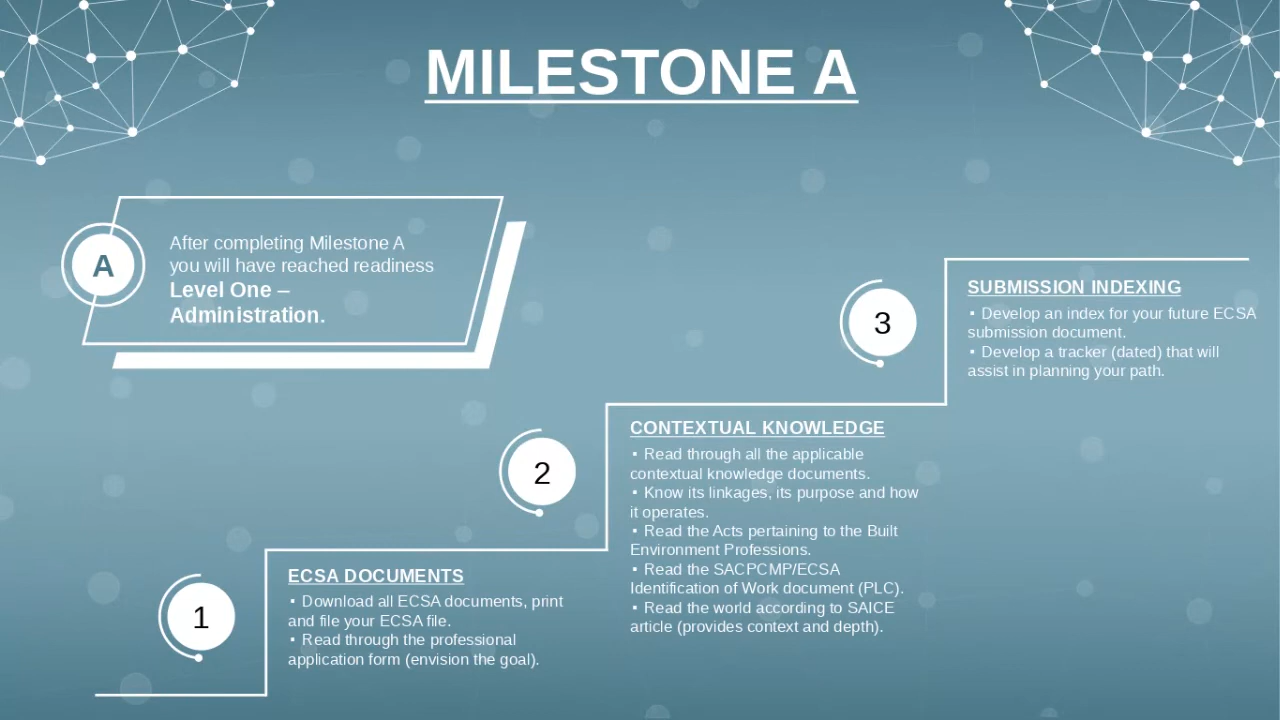 MILESTONE A
A
After completing Milestone A
you will have reached readiness
Level One –
Administration.
1
ECSA DOCUMENTS
▪ Download all ECSA documents, print
and file your ECSA file.
▪ Read through the professional
application form (envision the goal).
2
CONTEXTUAL KNOWLEDGE
▪ Read through all the applicable
contextual knowledge documents.
▪ Know its linkages, its purpose and how
it operates.
▪ Read the Acts pertaining to the Built
Environment Professions.
▪ Read the SACPCMP/ECSA
Identification of Work document (PLC).
▪ Read the world according to SAICE
article (provides context and depth).
3
SUBMISSION INDEXING
▪ Develop an index for your future ECSA
submission document.
▪ Develop a tracker (dated) that will
assist in planning your path.